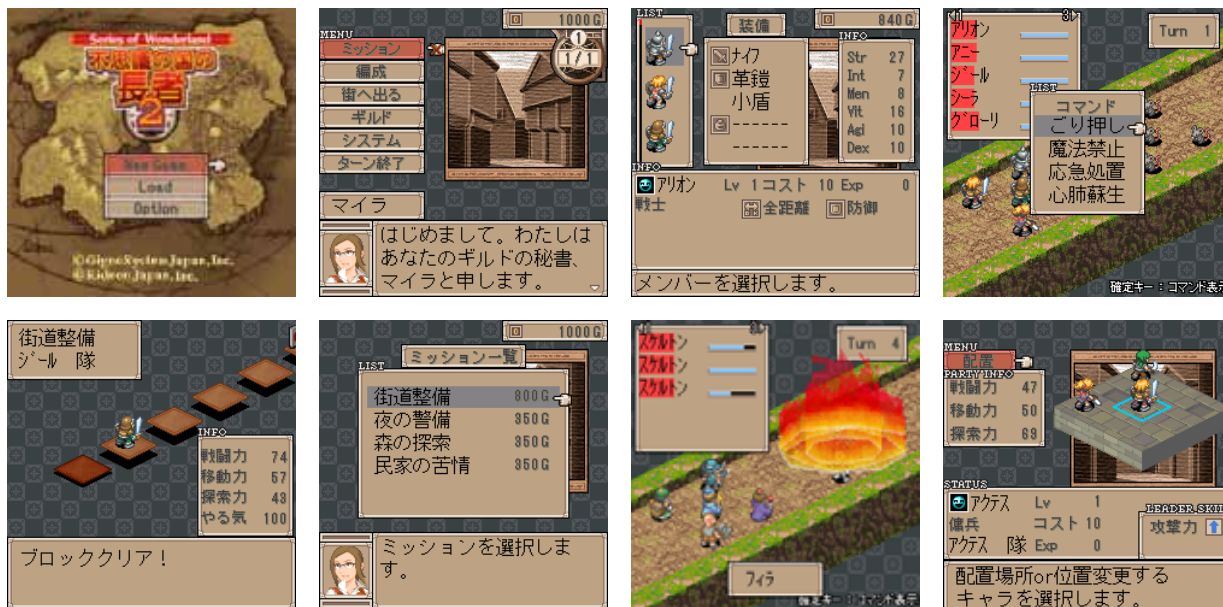 Series of Wonderland
不思議の国の
長者
2
New Game
Load
Option
©GlynoSystem Japan, Inc.
©Rideon Japan, Inc.
1000G
MENU
ミッション
編成
街へ出る
ギルド
システム
ターン終了
1
1/1
マイラ
はじめまして。わたしは
あなたのギルドの秘書、
マイラと申します。
LIST
装備
840G
ナイフ
革鎧
小盾
------
------
INFO
Str 27
Int 7
Men 8
Vit 16
Agi 10
Dex 10
INFO
アリオン Lv 1 コスト 10 Exp 0
戦士 全距離 防御
メンバーを選択します。
アリオン
アニー
ジール
シーラ
グローリ
Turn 1
LIST
コマンド
ごり押し
魔法禁止
応急処置
心肺蘇生
確定キー：コマンド表示
街道整備
ジール 隊
INFO
戦闘力 74
移動力 57
探索力 43
やる気 100
ブロッククリア！
1000G
ミッション一覧
LIST
街道整備 800G
夜の警備 350G
森の探索 350G
民家の苦情 350G
ミッションを選択しま
す。
スケルトン
スケルトン
スケルトン
Turn 4
フィラ
確定キー：コマンド表示
MENU
配置
PARTY INFO
戦闘力 47
移動力 50
探索力 69
STATUS
アクテス Lv 1
傭兵 コスト 10
アクテス 隊 Exp 0
LEADER SKIL
攻撃力
配置場所or位置変更する
キャラを選択します。